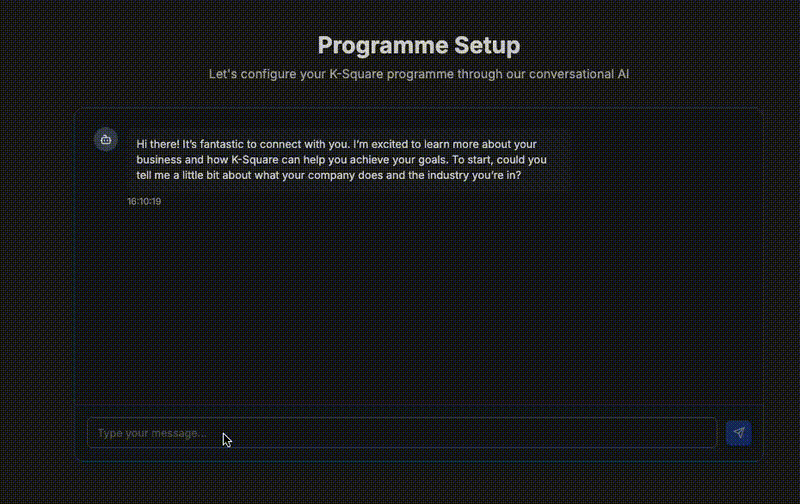 Programme Setup
Let's configure your K-Square programme through our conversational AI
Hi there! It's fantastic to connect with you. I'm excited to learn more about your
business and how K-Square can help you achieve your goals. To start, could you
tell me a little bit about what your company does and the industry you're in?
16:10:19
Type your message...